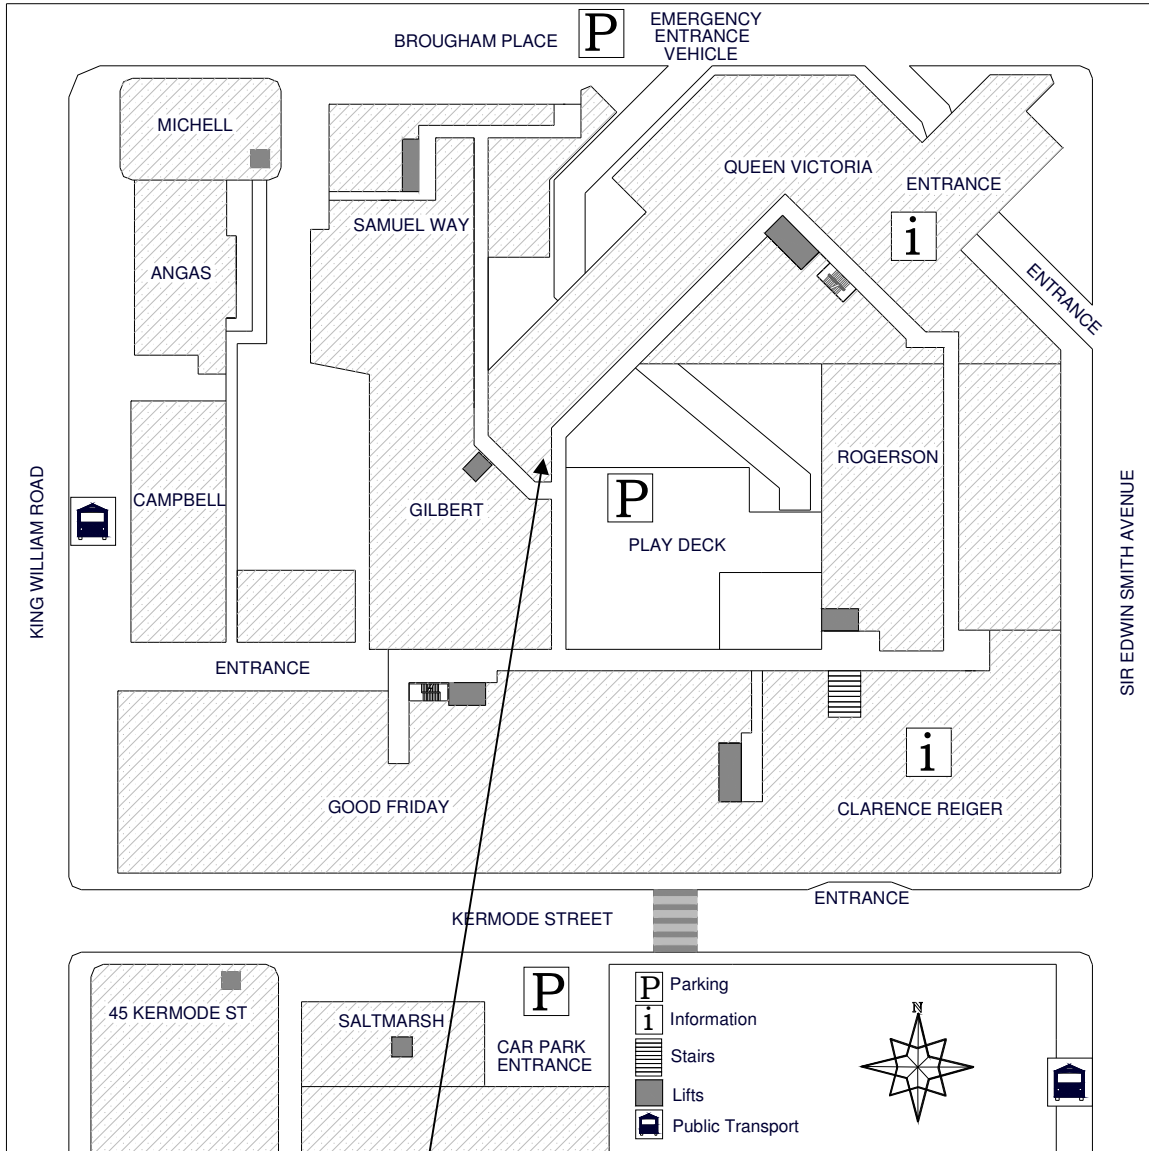 BROUGHAM PLACE
P
EMERGENCY
ENTRANCE
VEHICLE
MICHELL
QUEEN VICTORIA
ENTRANCE
SAMUEL WAY
i
ANGAS
ENTRANCE
ROGERSON
KING WILLIAM ROAD
CAMPBELL
GILBERT
P
PLAY DECK
SIR EDWIN SMITH AVENUE
ENTRANCE
i
GOOD FRIDAY
CLARENCE REIGER
ENTRANCE
KERMODE STREET
P
45 KERMODE ST
SALTMARSH
CAR PARK
ENTRANCE
P Parking
i Information
Stairs
Lifts
Public Transport
N